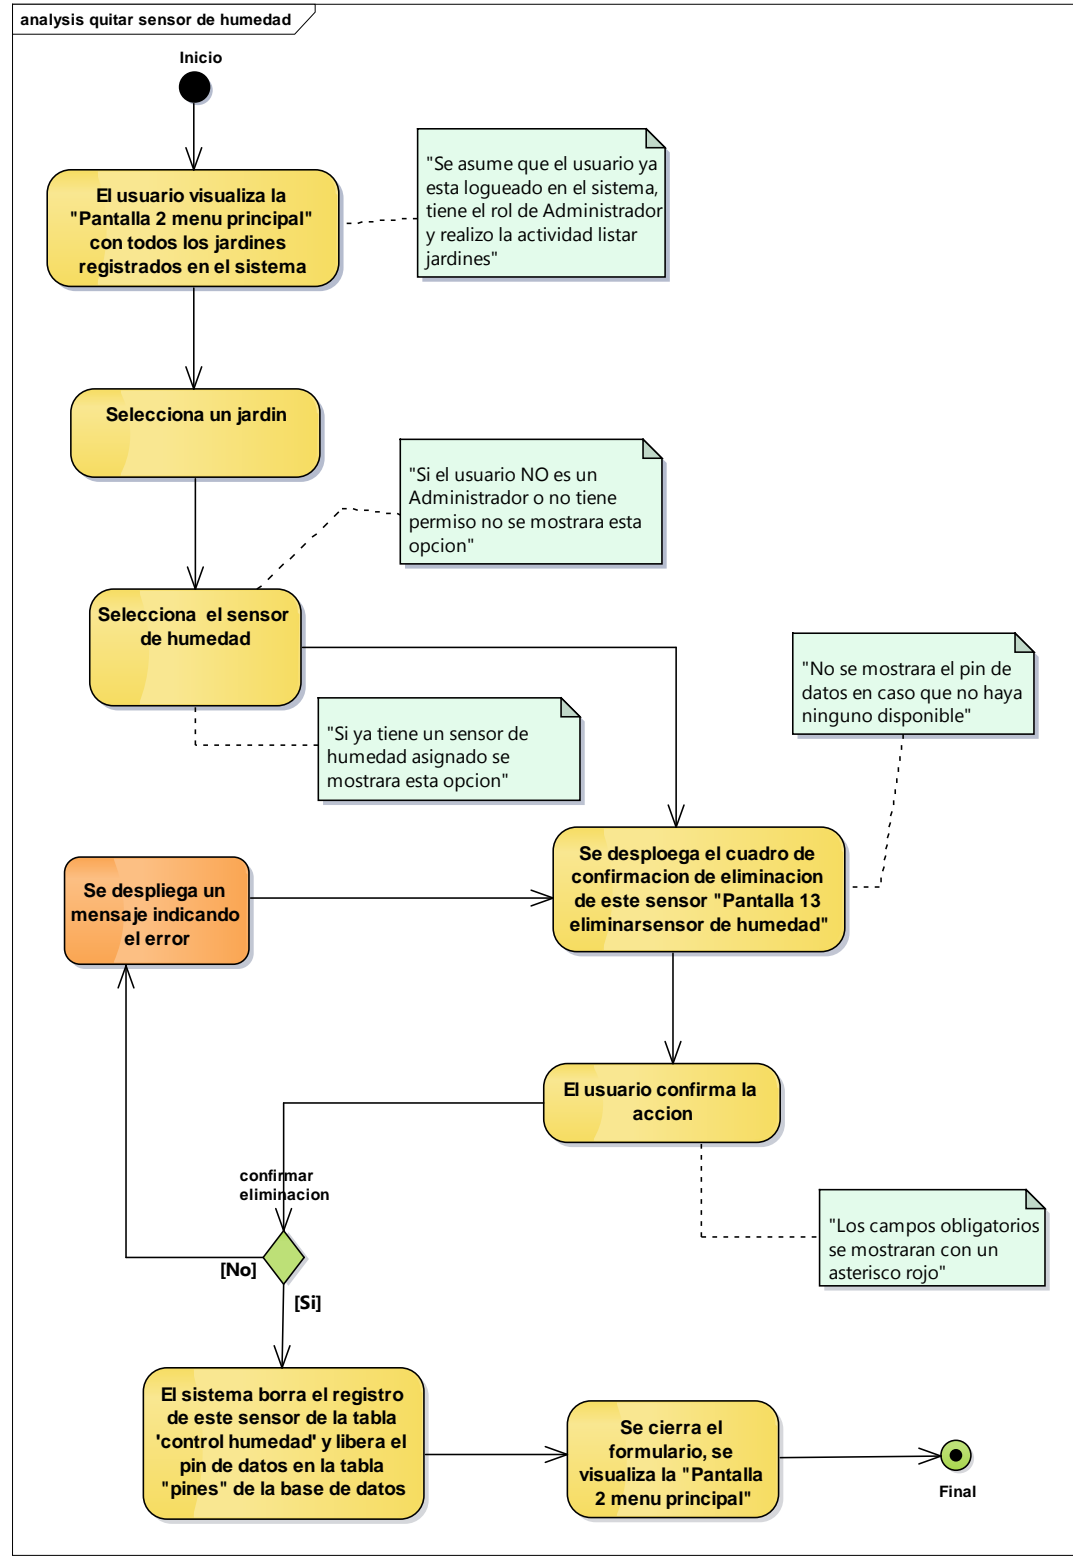 analysis quitar sensor de humedad
Inicio
El usuario visualiza la
"Pantalla 2 menu principal"
con todos los jardines
registrados en el sistema
"Se asume que el usuario ya
esta logueado en el sistema,
tiene el rol de Administrador
y realizo la actividad listar
jardines"
Selecciona un jardin
"Si el usuario NO es un
Administrador o no tiene
permiso no se mostrara esta
opcion"
Selecciona  el sensor
de humedad
"No se mostrara el pin de
datos en caso que no haya
ninguno disponible"
"Si ya tiene un sensor de
humedad asignado se
mostrara esta opcion"
Se desploega el cuadro de
confirmacion de eliminacion
de este sensor "Pantalla 13
eliminarsensor de humedad"
Se despliega un
mensaje indicando
el error
El usuario confirma la
accion
confirmar
eliminacion
"Los campos obligatorios
se mostraran con un
asterisco rojo"
[No]
[Si]
El sistema borra el registro
de este sensor de la tabla
'control humedad' y libera el
pin de datos en la tabla
"pines" de la base de datos
Se cierra el
formulario, se
visualiza la "Pantalla
2 menu principal"
Final